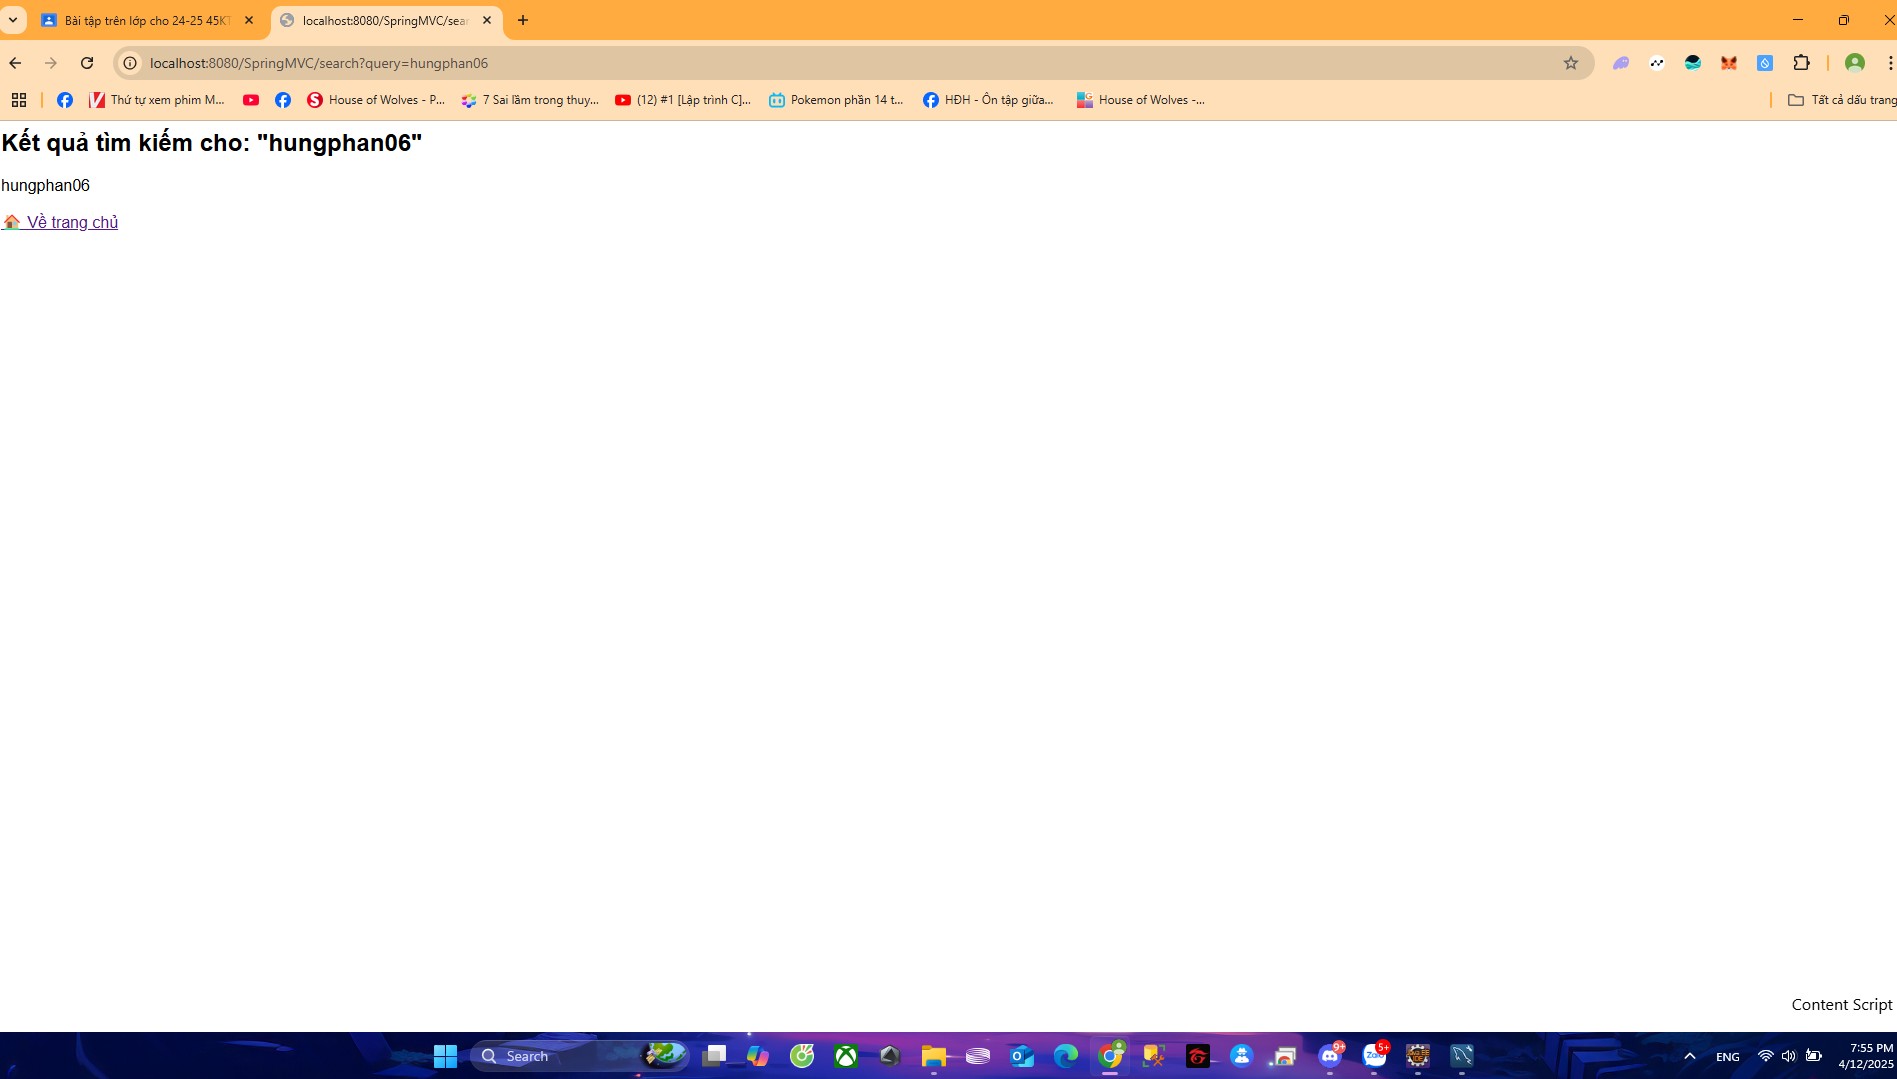 Bài tập trên lớp cho 24-25 45KT
localhost:8080/SpringMVC/sear
localhost:8080/SpringMVC/search?query=hungphan06
Thứ tự xem phim M...
House of Wolves - P...
7 Sai lầm trong thuy...
(12) #1 [Lập trình C]...
Pokemon phần 14 t...
HĐH - Ôn tập giữa...
House of Wolves -...
Tất cả dấu trang
Kết quả tìm kiếm cho: "hungphan06"
hungphan06
Về trang chủ
Content Script
Search
9+
Zalo
5+
ENG
7:55 PM
4/12/2025